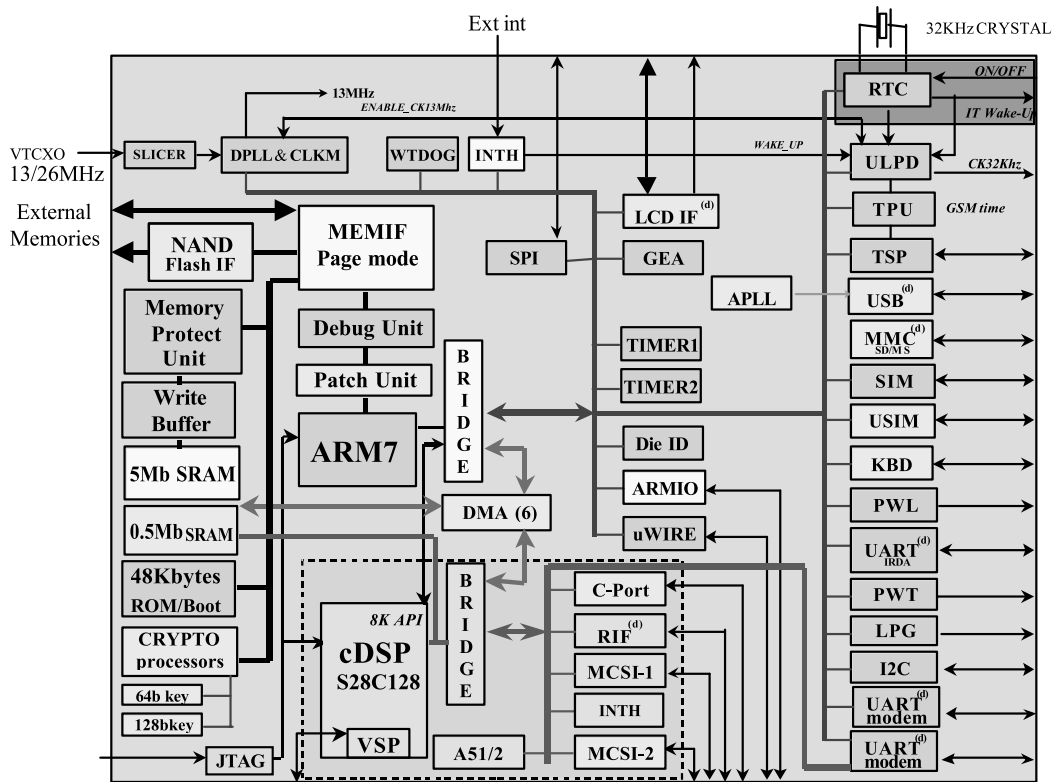 Ext int
32KHz CRYSTAL
ON/OFF
RTC
13MHz
ENABLE_CK13Mhz
IT Wake-Up
VTCXO
13/26MHz
SLICER
DPLL & CLKM
WTDOG
INTH
WAKE_UP
ULPD
CK32Khz
External
Memories
MEMIF
Page mode
LCD IF (d)
TPU
GSM time
NAND
Flash IF
SPI
GEA
TSP
APLL
USB (d)
Memory
Protect
Unit
Debug Unit
BRIDGE
TIMER1
MMC (d)
SD/MS
Patch Unit
TIMER2
SIM
Write
Buffer
ARM7
USIM
Die ID
5Mb SRAM
KBD
ARMIO
DMA (6)
PWL
0.5Mb SRAM
uWIRE
UART (d)
IRDA
48Kbytes
ROM/Boot
BRIDGE
C-Port
PWT
8K API
cDSP
S28C128
RIF (d)
LPG
CRYPTO
processors
MCSI-1
I2C
64b key
INTH
UART (d)
modem
128bkey
VSP
A51/2
MCSI-2
UART (d)
modem
JTAG